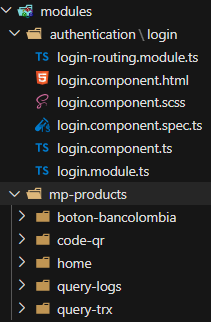 modules
authentication \ login
TS login-routing.module.ts
login.component.html
login.component.scss
TS login.component.spec.ts
TS login.component.ts
TS login.module.ts
mp-products
boton-bancolombia
code-qr
home
query-logs
query-trx